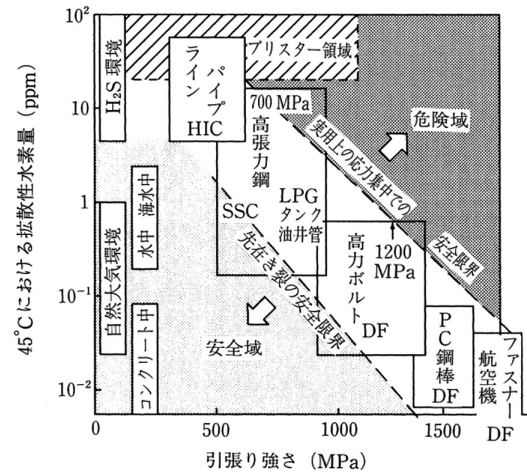 45℃における拡散性水素量 (ppm)
10²
10
1
10⁻¹
10⁻²
H₂S 環境
自然大気環境
海水中
水中
コンクリート中
パイプ
ライン
HIC
ブリスター領域
700 MPa
高張力鋼
SSC
LPG
タンク
油井管
高力ボルト
DF
1200
MPa
PC鋼棒
DF
ファスナー
航空機
DF
危険域
実用上の応力集中での
安全限界
先在き裂の安全限界
安全域
0
500
1000
1500
引張り強さ (MPa)